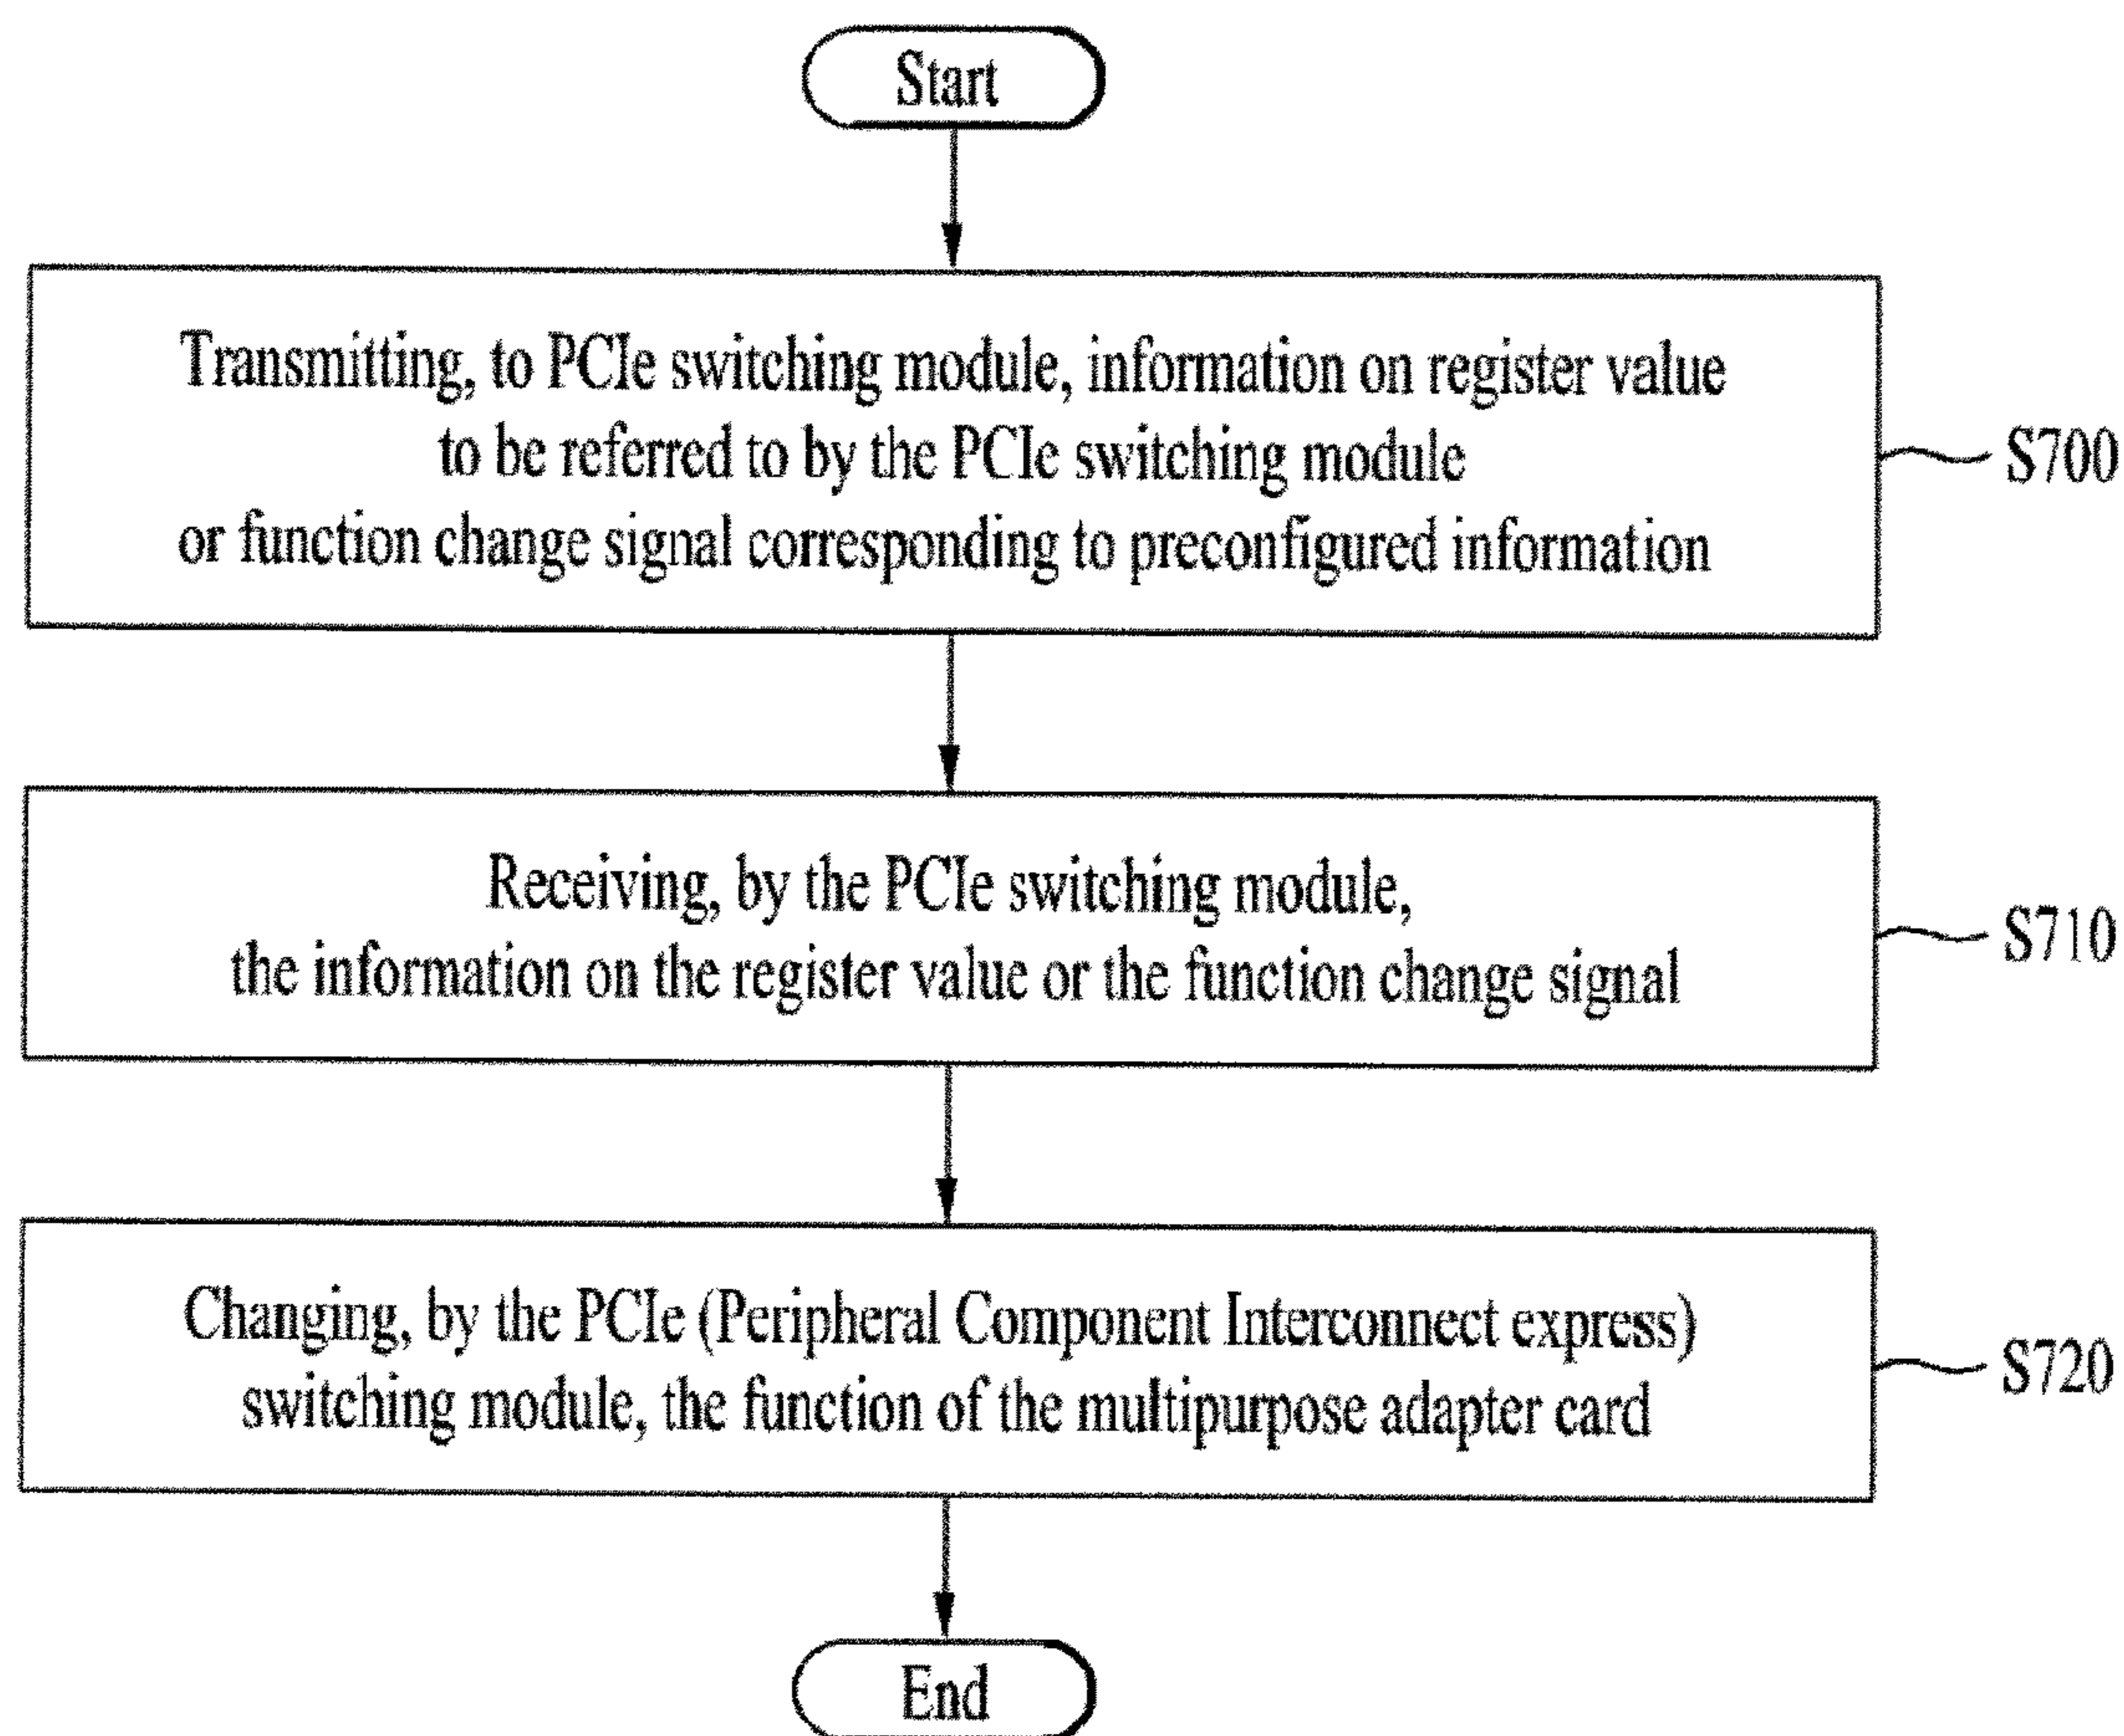 Start
Transmitting, to PCIe switching module, information on register value
to be referred to by the PCIe switching module
or function change signal corresponding to preconfigured information
S700
Receiving, by the PCIe switching module,
the information on the register value or the function change signal
S710
Changing, by the PCIe (Peripheral Component Interconnect express)
switching module, the function of the multipurpose adapter card
S720
End